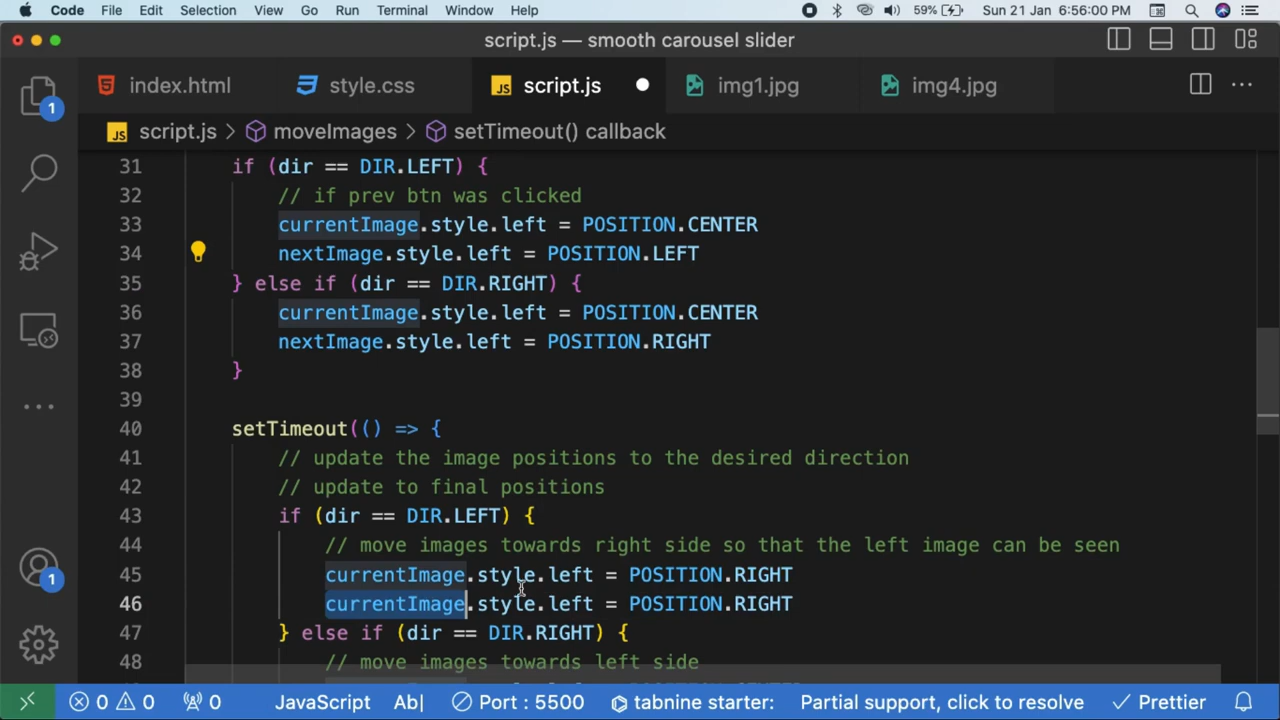 Code File Edit Selection View Go Run Terminal Window Help 59% Sun 21 Jan 6:56:00 PM
script.js — smooth carousel slider
index.html style.css JS script.js img1.jpg img4.jpg
JS script.js > moveImages > setTimeout() callback
1
31 if (dir == DIR.LEFT) {
32 // if prev btn was clicked
33 currentImage.style.left = POSITION.CENTER
34 nextImage.style.left = POSITION.LEFT
35 } else if (dir == DIR.RIGHT) {
36 currentImage.style.left = POSITION.CENTER
37 nextImage.style.left = POSITION.RIGHT
38 }
39
40 setTimeout(() => {
41 // update the image positions to the desired direction
42 // update to final positions
43 if (dir == DIR.LEFT) {
44 // move images towards right side so that the left image can be seen
45 currentImage.style.left = POSITION.RIGHT
46 currentImage.style.left = POSITION.RIGHT
47 } else if (dir == DIR.RIGHT) {
48 // move images towards left side
1
0 0 0 JavaScript Ab| Port : 5500 tabnine starter: Partial support, click to resolve Prettier